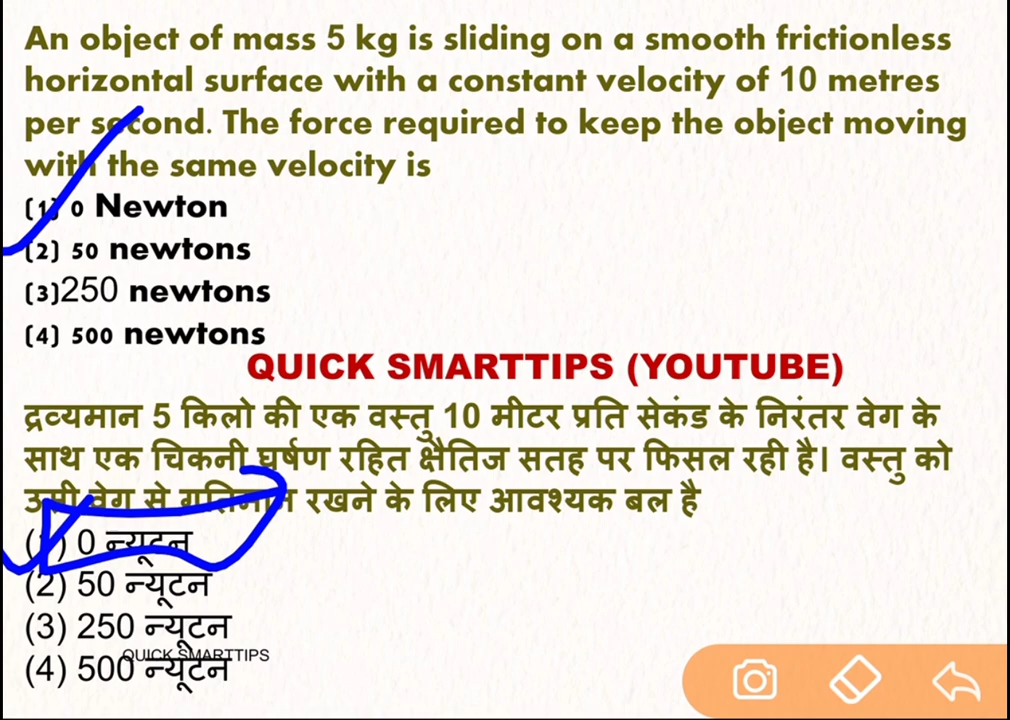 An object of mass 5 kg is sliding on a smooth frictionless
horizontal surface with a constant velocity of 10 metres
per second. The force required to keep the object moving
with the same velocity is
(1) 0 Newton
(2) 50 newtons
(3)250 newtons
(4) 500 newtons
QUICK SMARTTIPS (YOUTUBE)
द्रव्यमान 5 किलो की एक वस्तु 10 मीटर प्रति सेकंड के निरंतर वेग के
साथ एक चिकनी घर्षण रहित क्षैतिज सतह पर फिसल रही है। वस्तु को
उसी वेग से गतिमान रखने के लिए आवश्यक बल है
(1) 0 न्यूटन
(2) 50 न्यूटन
(3) 250 न्यूटन
QUICK SMARTTIPS
(4) 500 न्यूटन